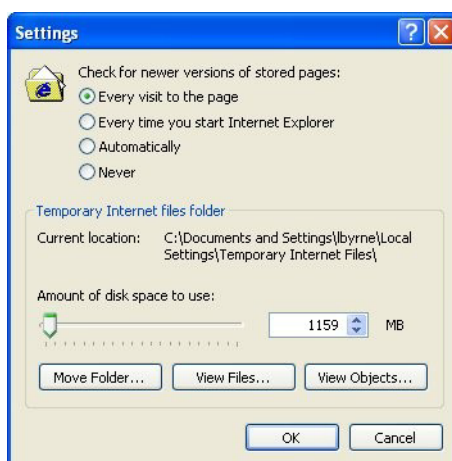 Settings
Check for newer versions of stored pages:
Every visit to the page
Every time you start Internet Explorer
Automatically
Never
Temporary Internet files folder
Current location: C:\Documents and Settings\lbyrne\Local
Settings\Temporary Internet Files\
Amount of disk space to use:
1159 MB
Move Folder... View Files... View Objects...
OK Cancel